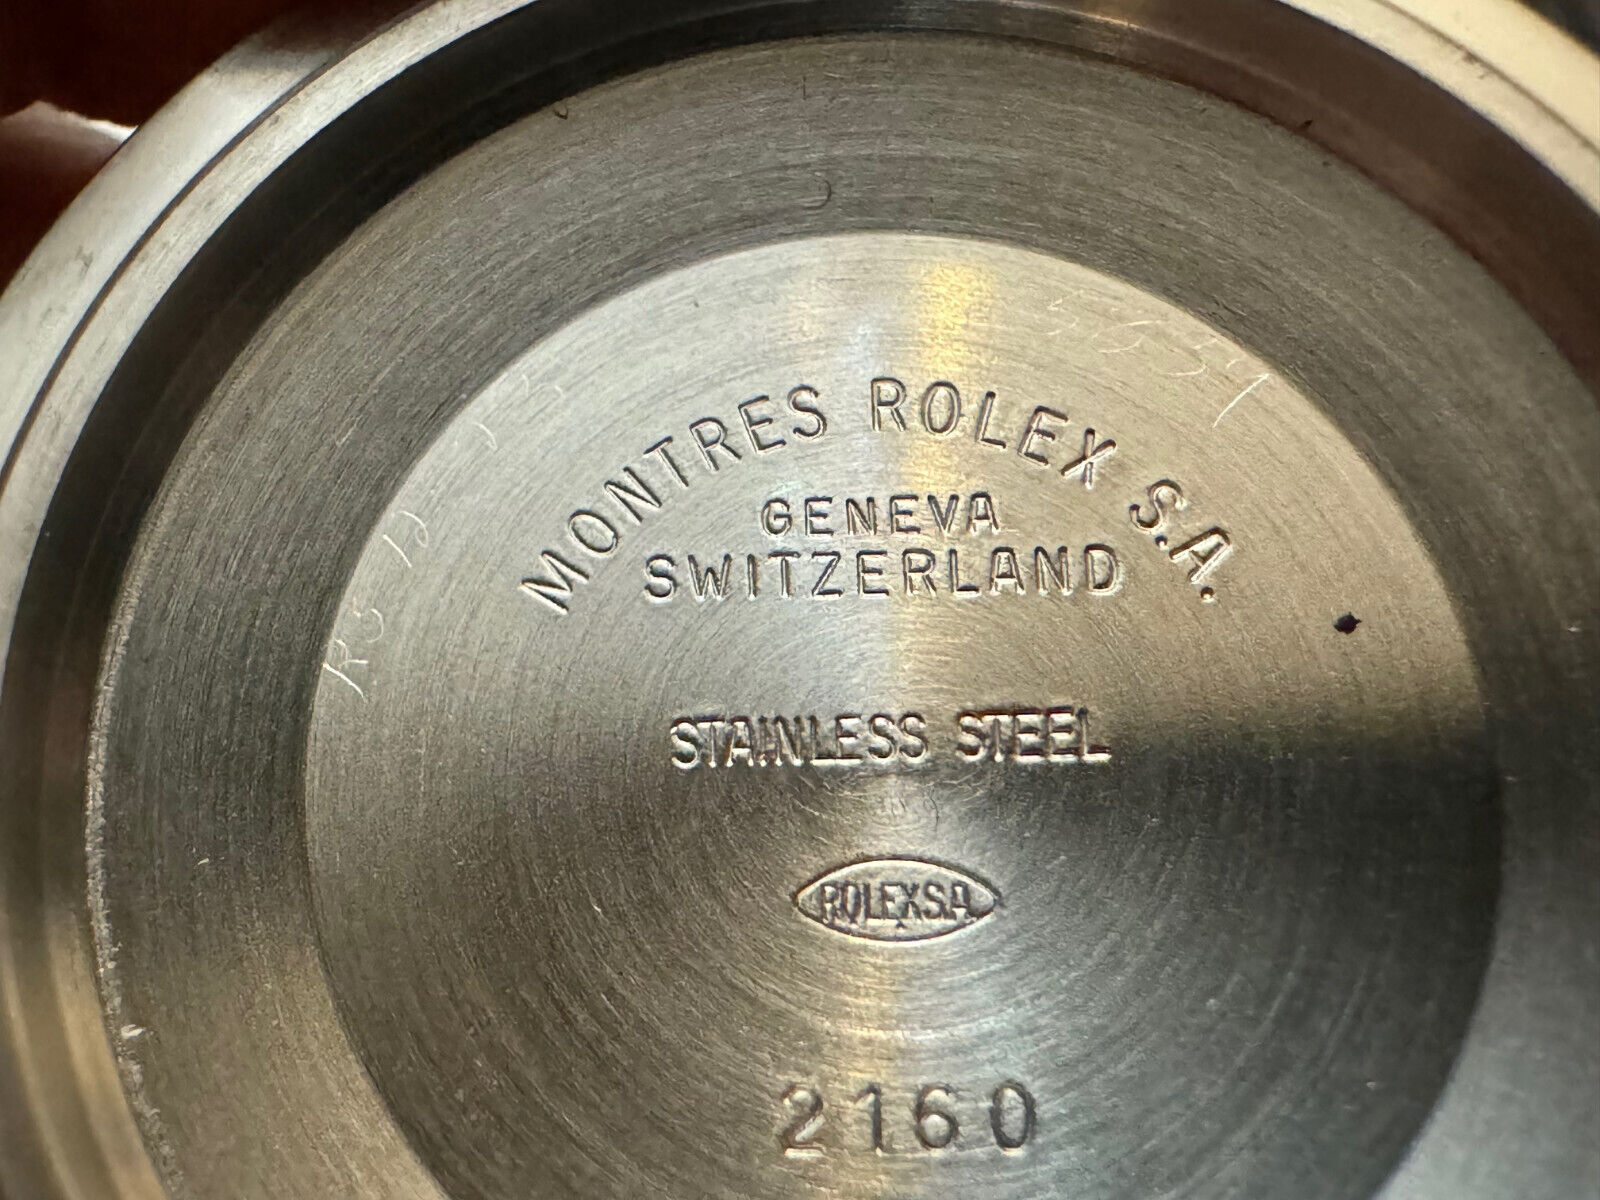 MONTRES ROLEX S.A.
GENEVA
SWITZERLAND
STAINLESS STEEL
ROLEX S.A.
2160